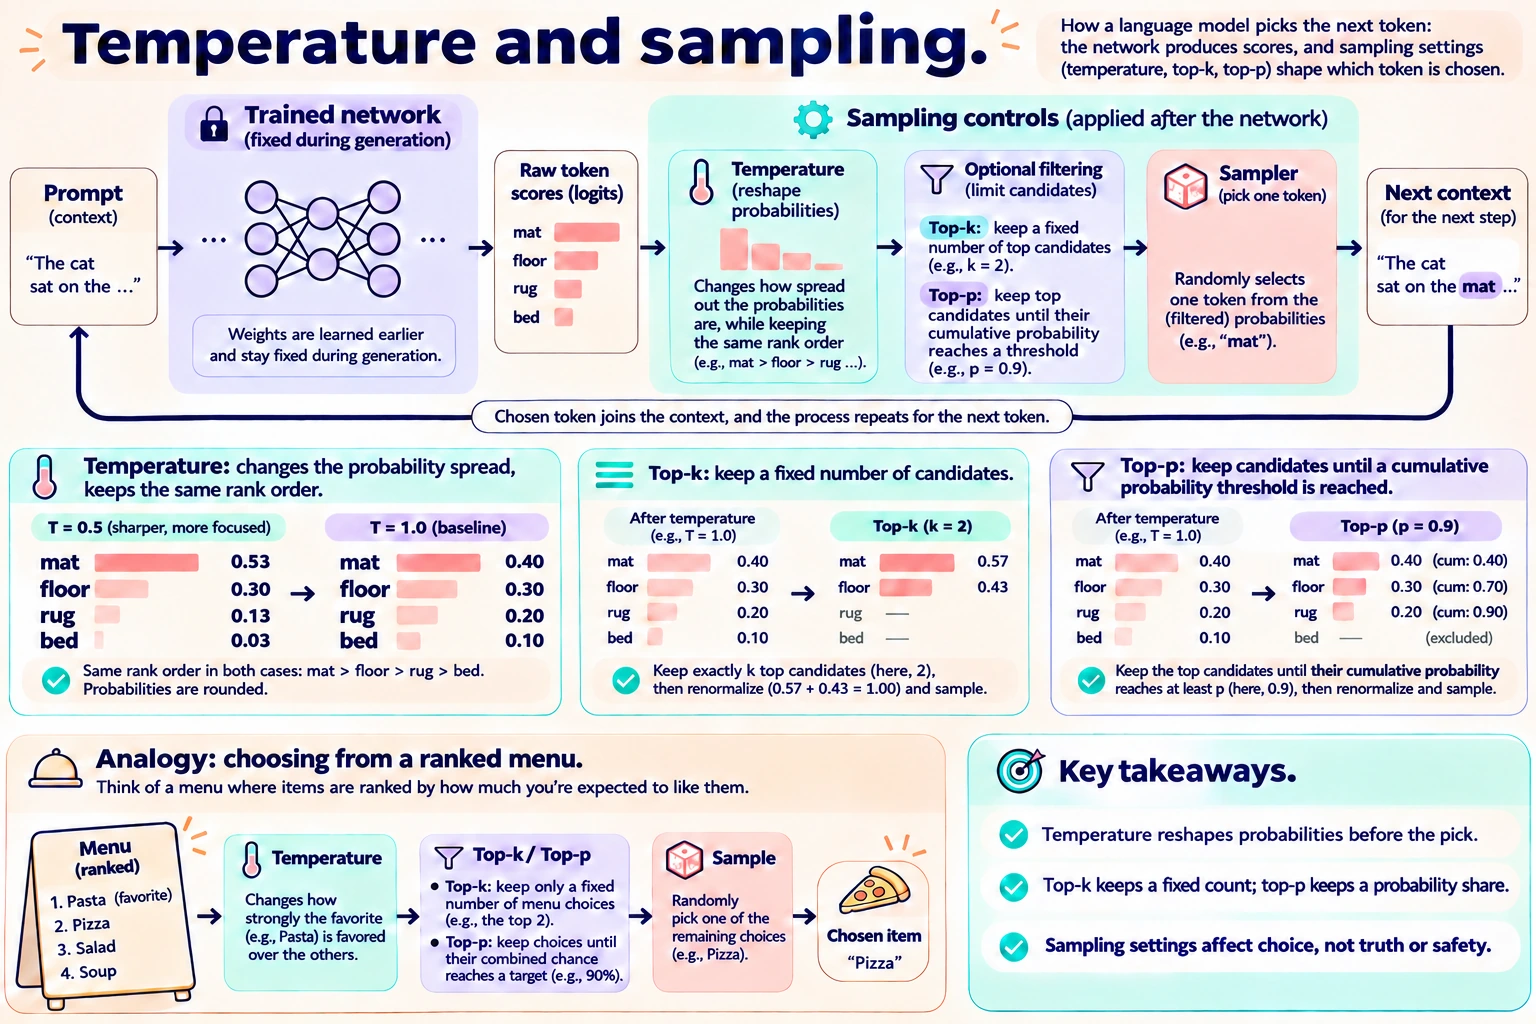 Temperature and sampling.
How a language model picks the next token:
the network produces scores, and sampling settings
(temperature, top-k, top-p) shape which token is chosen.
Prompt
(context)
“The cat
sat on the ...”
Trained network
(fixed during generation)
...
...
Weights are learned earlier
and stay fixed during generation.
Raw token
scores (logits)
mat
floor
rug
bed
Sampling controls (applied after the network)
Temperature
(reshape
probabilities)
Changes how spread
out the probabilities
are, while keeping
the same rank order
(e.g., mat > floor > rug ...).
Optional filtering
(limit candidates)
Top-k: keep a fixed
number of top candidates
(e.g., k = 2).
Top-p: keep top
candidates until their
cumulative probability
reaches a threshold
(e.g., p = 0.9).
Sampler
(pick one token)
Randomly selects
one token from the
(filtered) probabilities
(e.g., “mat”).
Next context
(for the next step)
“The cat
sat on the mat ...”
Chosen token joins the context, and the process repeats for the next token.
Temperature: changes the probability spread,
keeps the same rank order.
T = 0.5 (sharper, more focused)
mat 0.53
floor 0.30
rug 0.13
bed 0.03
T = 1.0 (baseline)
mat 0.40
floor 0.30
rug 0.20
bed 0.10
Same rank order in both cases: mat > floor > rug > bed.
Probabilities are rounded.
Top-k: keep a fixed number of candidates.
After temperature
(e.g., T = 1.0)
mat 0.40
floor 0.30
rug 0.20
bed 0.10
Top-k (k = 2)
mat 0.57
floor 0.43
rug —
bed —
Keep exactly k top candidates (here, 2),
then renormalize (0.57 + 0.43 = 1.00) and sample.
Top-p: keep candidates until a cumulative
probability threshold is reached.
After temperature
(e.g., T = 1.0)
mat 0.40
floor 0.30
rug 0.20
bed 0.10
Top-p (p = 0.9)
mat 0.40 (cum: 0.40)
floor 0.30 (cum: 0.70)
rug 0.20 (cum: 0.90)
bed — (excluded)
Keep the top candidates until their cumulative probability
reaches at least p (here, 0.9), then renormalize and sample.
Analogy: choosing from a ranked menu.
Think of a menu where items are ranked by how much you’re expected to like them.
Menu
(ranked)
1. Pasta (favorite)
2. Pizza
3. Salad
4. Soup
Temperature
Changes how
strongly the favorite
(e.g., Pasta) is favored
over the others.
Top-k / Top-p
• Top-k: keep only a fixed
number of menu choices
(e.g., the top 2).
• Top-p: keep choices until
their combined chance
reaches a target (e.g., 90%).
Sample
Randomly
pick one of the
remaining choices
(e.g., Pizza).
Chosen item
“Pizza”
Key takeaways.
Temperature reshapes probabilities before the pick.
Top-k keeps a fixed count; top-p keeps a probability share.
Sampling settings affect choice, not truth or safety.